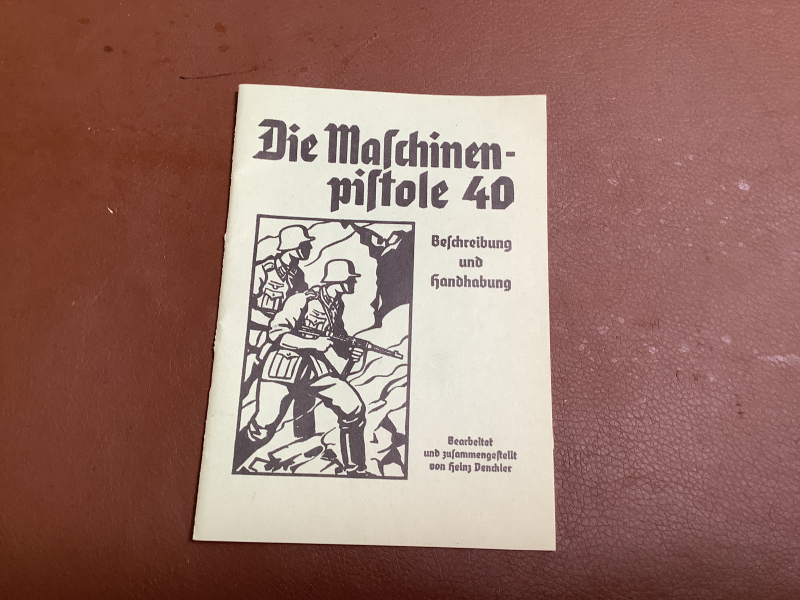 Die Maſchinen-
piſtole 40
Beſchreibung
und
Handhabung
Bearbeitet
und zuſammengeſtellt
von Heinz Denckler